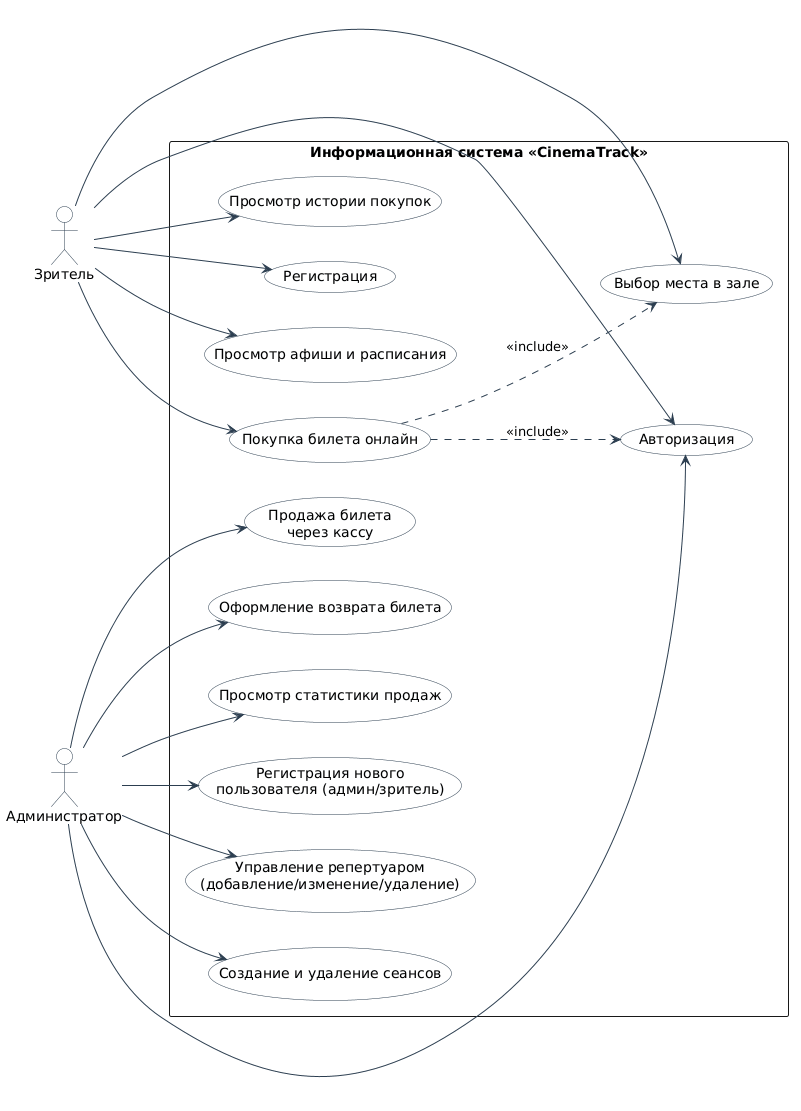 Информационная система «CinemaTrack»
Просмотр истории покупок
Зритель
Регистрация
Выбор места в зале
Просмотр афиши и расписания
«include»
Покупка билета онлайн
«include»
Авторизация
Продажа билета
через кассу
Оформление возврата билета
Просмотр статистики продаж
Регистрация нового
пользователя (админ/зритель)
Администратор
Управление репертуаром
(добавление/изменение/удаление)
Создание и удаление сеансов